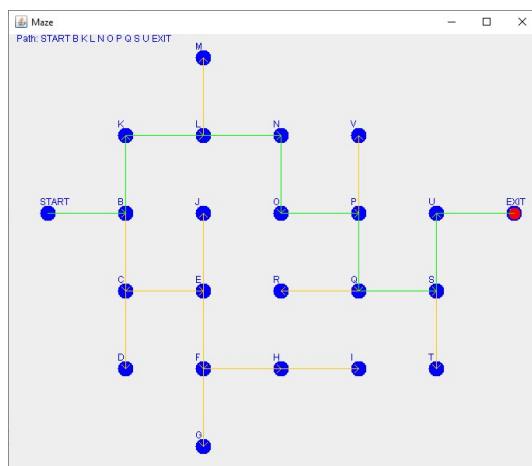 Maze
Path: START B K L N O P Q S U EXIT
M
K L N V
START B J O P U EXIT
C E R Q S
D F H I T
G